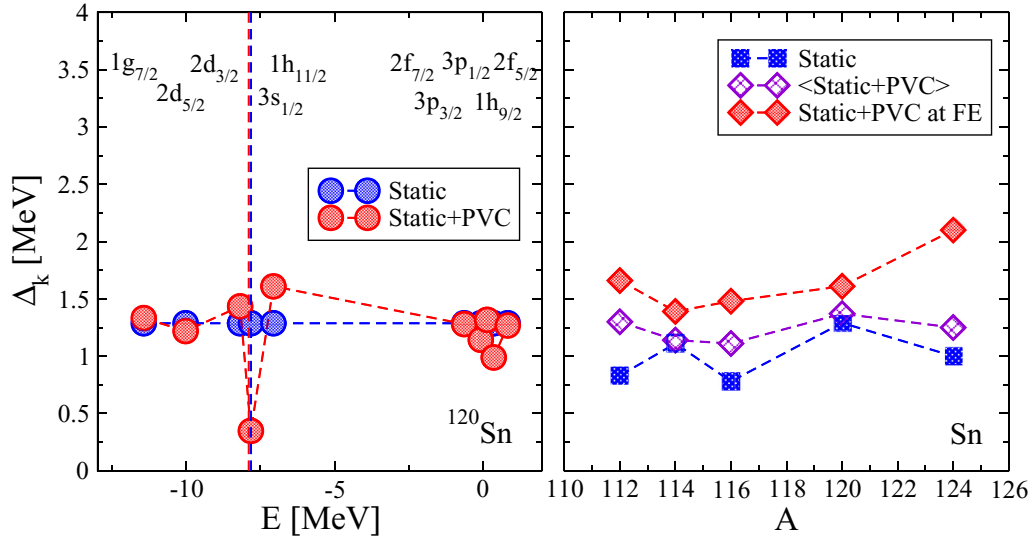 4
3.5
3
2.5
2
1.5
1
0.5
0
Δk [MeV]
1g7/2 2d3/2 1h11/2 2f7/2 3p1/2 2f5/2
2d5/2 3s1/2 3p3/2 1h9/2
Static
Static+PVC
120Sn
-10 -5 0
E [MeV]
Static
<Static+PVC>
Static+PVC at FE
Sn
110 112 114 116 118 120 122 124 126
A